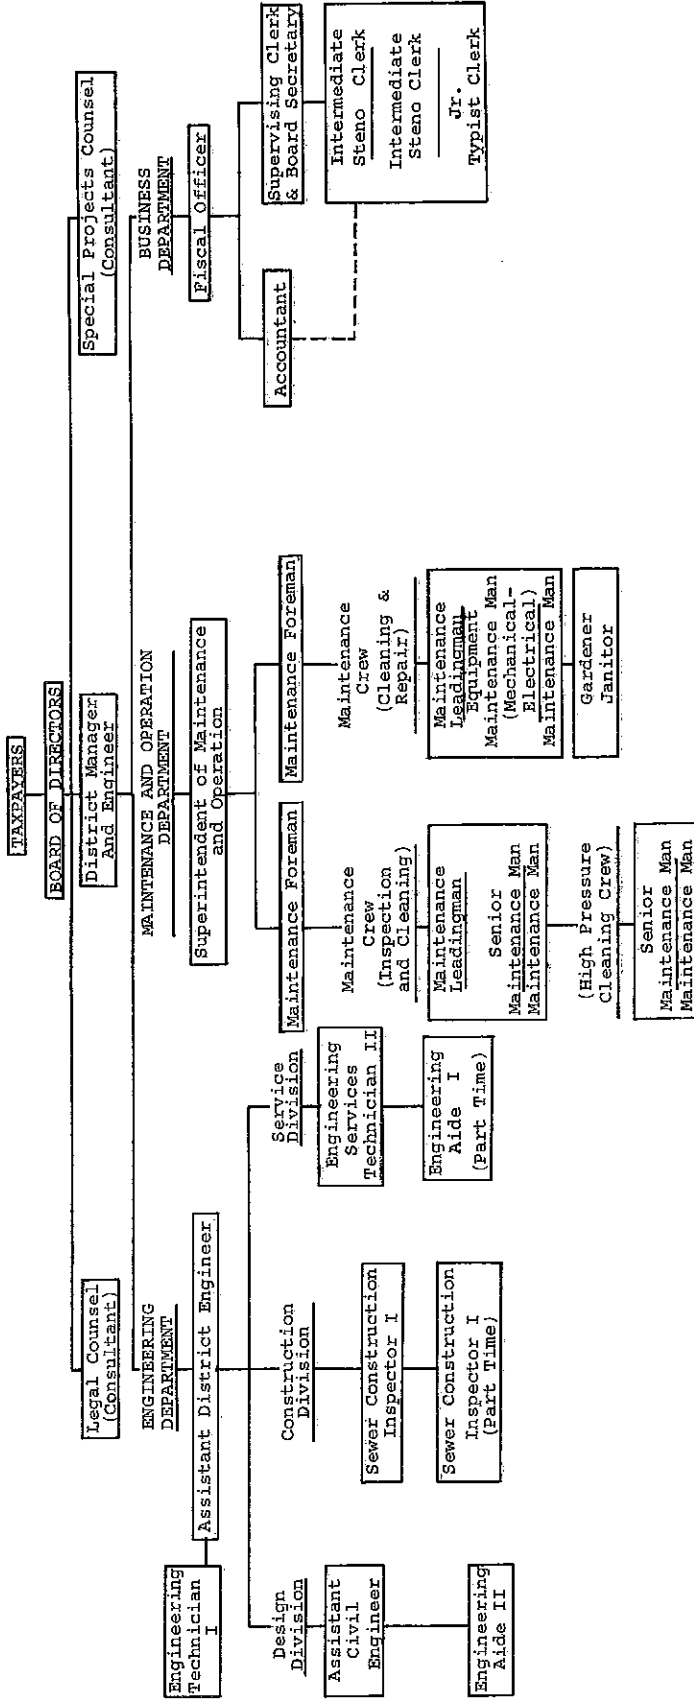 TAXPAYERS
BOARD OF DIRECTORS
Legal Counsel
(Consultant)
District Manager
And Engineer
Special Projects Counsel
(Consultant)
ENGINEERING
DEPARTMENT
MAINTENANCE AND OPERATION
DEPARTMENT
BUSINESS
DEPARTMENT
Engineering
Technician
I
Assistant District Engineer
Superintendent of Maintenance
and Operation
Fiscal Officer
Design
Division
Construction
Division
Service
Division
Maintenance Foreman
Maintenance Foreman
Accountant
Supervising Clerk
& Board Secretary
Assistant
Civil
Engineer
Sewer Construction
Inspector I
Engineering
Services
Technician II
Maintenance
Crew
(Inspection
and Cleaning)
Maintenance
Crew
(Cleaning &
Repair)
Intermediate
Steno Clerk
Intermediate
Steno Clerk
Jr.
Typist Clerk
Engineering
Aide II
Sewer Construction
Inspector I
(Part Time)
Engineering
Aide I
(Part Time)
Maintenance
Leadingman
Senior
Maintenance Man
Maintenance Man
Maintenance
Leadingman
Equipment
Maintenance Man
(Mechanical-
Electrical)
Maintenance Man
(High Pressure
Cleaning Crew)
Gardener
Janitor
Senior
Maintenance Man
Maintenance Man